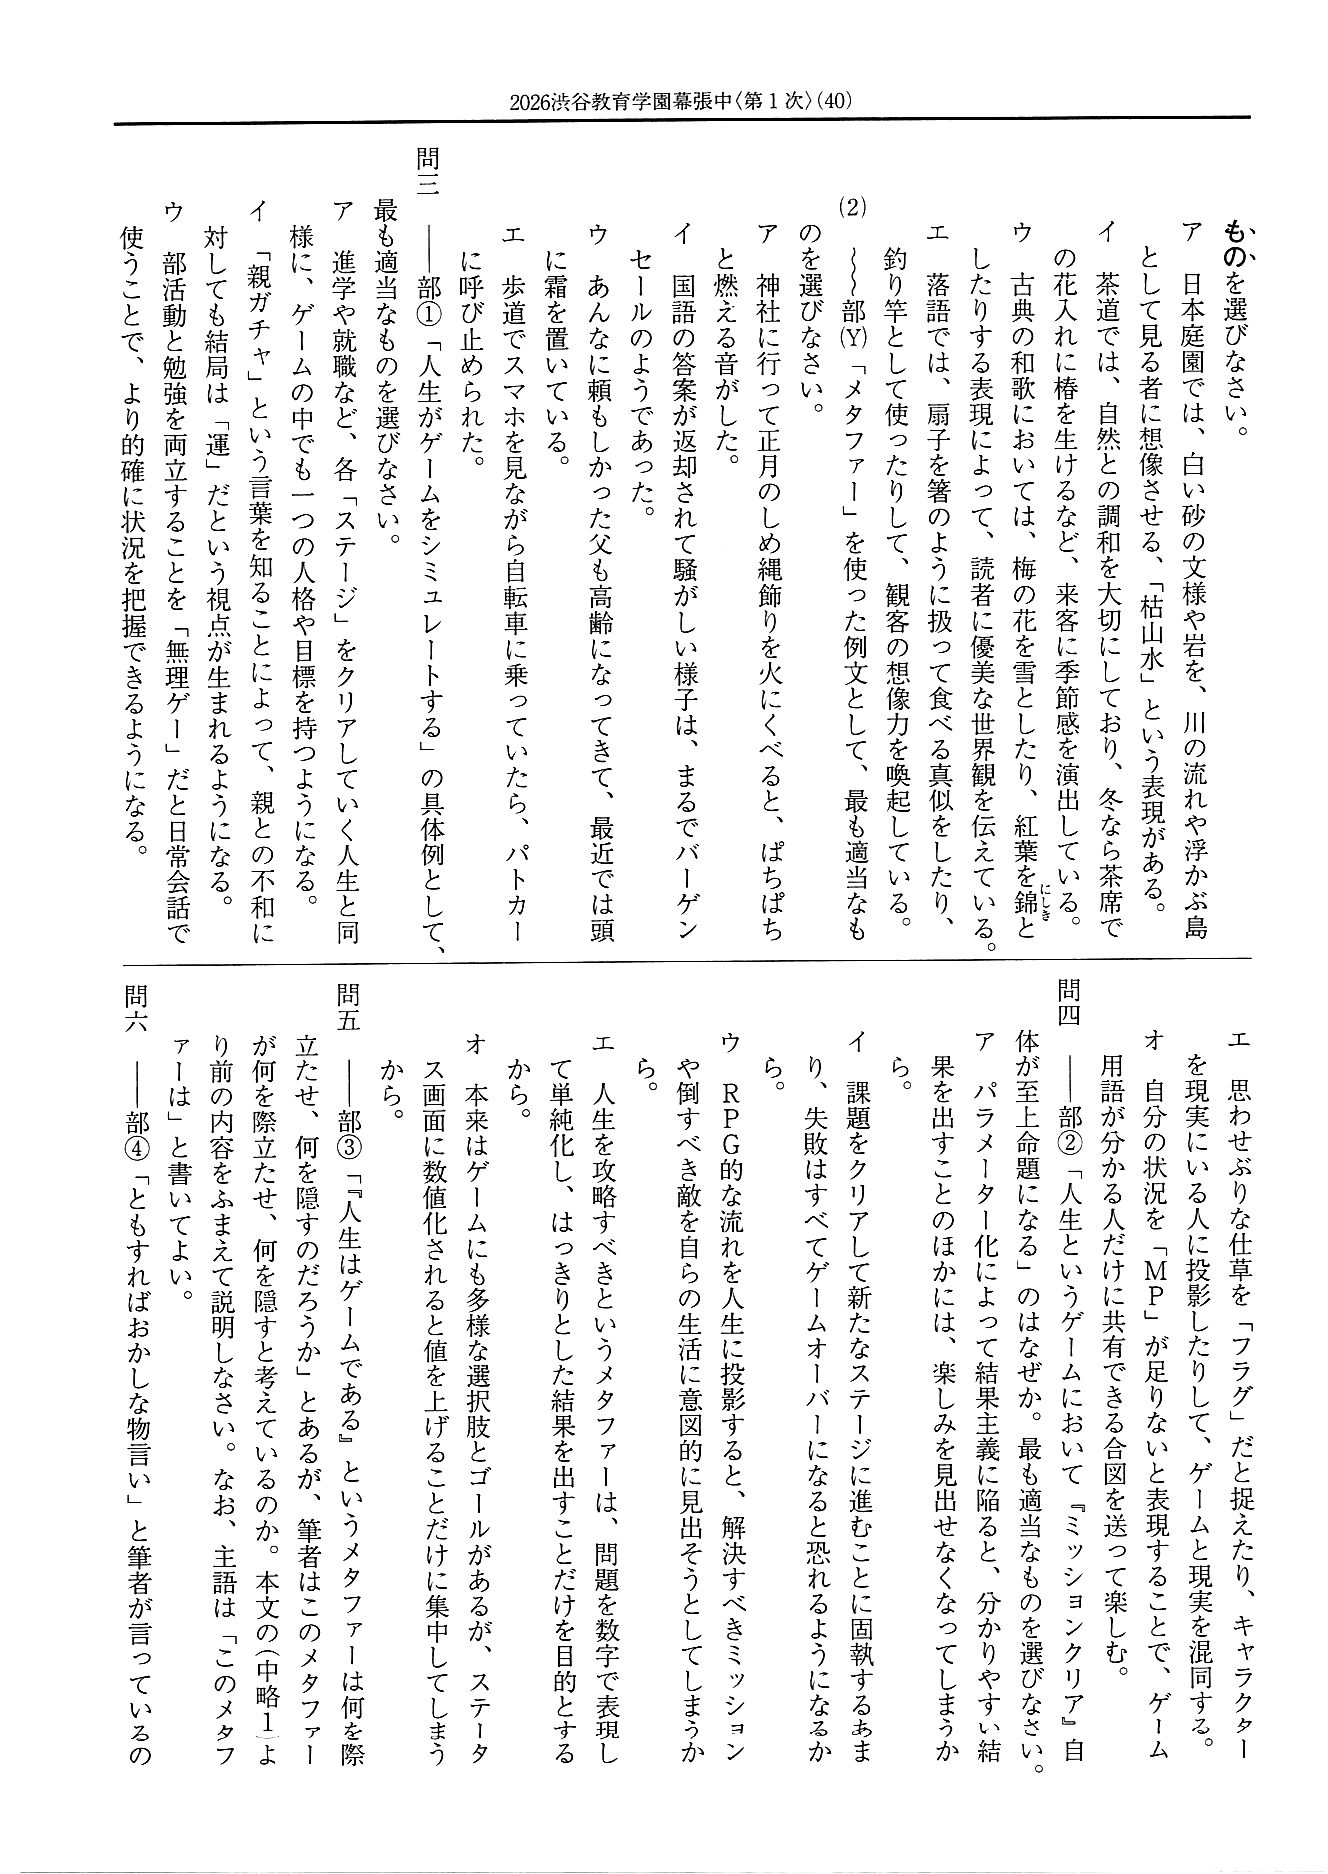 2026渋谷教育学園幕張中〈第1次〉(40)
ものを選びなさい。
ア　日本庭園では、白い砂の文様や岩を、川の流れや浮かぶ島
として見る者に想像させる、「枯山水」という表現がある。
イ　茶道では、自然との調和を大切にしており、冬なら茶席で
の花入れに椿を生けるなど、来客に季節感を演出している。
ウ　古典の和歌においては、梅の花を雪としたり、紅葉を錦と
にしき
したりする表現によって、読者に優美な世界観を伝えている。
エ　落語では、扇子を箸のように扱って食べる真似をしたり、
釣り竿として使ったりして、観客の想像力を喚起している。
(2)　～～部(Y)「メタファー」を使った例文として、最も適当なも
のを選びなさい。
ア　神社に行って正月のしめ縄飾りを火にくべると、ぱちぱち
と燃える音がした。
イ　国語の答案が返却されて騒がしい様子は、まるでバーゲン
セールのようであった。
ウ　あんなに頼もしかった父も高齢になってきて、最近では頭
に霜を置いている。
エ　歩道でスマホを見ながら自転車に乗っていたら、パトカー
に呼び止められた。
問三　――部①「人生がゲームをシミュレートする」の具体例として、
最も適当なものを選びなさい。
ア　進学や就職など、各「ステージ」をクリアしていく人生と同
様に、ゲームの中でも一つの人格や目標を持つようになる。
イ　「親ガチャ」という言葉を知ることによって、親との不和に
対しても結局は「運」だという視点が生まれるようになる。
ウ　部活動と勉強を両立することを「無理ゲー」だと日常会話で
使うことで、より的確に状況を把握できるようになる。
エ　思わせぶりな仕草を「フラグ」だと捉えたり、キャラクター
を現実にいる人に投影したりして、ゲームと現実を混同する。
オ　自分の状況を「MP」が足りないと表現することで、ゲーム
用語が分かる人だけに共有できる合図を送って楽しむ。
問四　――部②「人生というゲームにおいて『ミッションクリア』自
体が至上命題になる」のはなぜか。最も適当なものを選びなさい。
ア　パラメーター化によって結果主義に陥ると、分かりやすい結
果を出すことのほかには、楽しみを見出せなくなってしまうか
ら。
イ　課題をクリアして新たなステージに進むことに固執するあま
り、失敗はすべてゲームオーバーになると恐れるようになるか
ら。
ウ　RPG的な流れを人生に投影すると、解決すべきミッション
や倒すべき敵を自らの生活に意図的に見出そうとしてしまうか
ら。
エ　人生を攻略すべきというメタファーは、問題を数字で表現し
て単純化し、はっきりとした結果を出すことだけを目的とする
から。
オ　本来はゲームにも多様な選択肢とゴールがあるが、ステータ
ス画面に数値化されると値を上げることだけに集中してしまう
から。
問五　――部③「『人生はゲームである』というメタファーは何を際
立たせ、何を隠すのだろうか」とあるが、筆者はこのメタファー
が何を際立たせ、何を隠すと考えているのか。本文の(中略1)よ
り前の内容をふまえて説明しなさい。なお、主語は「このメタフ
ァーは」と書いてよい。
問六　――部④「ともすればおかしな物言い」と筆者が言っているの